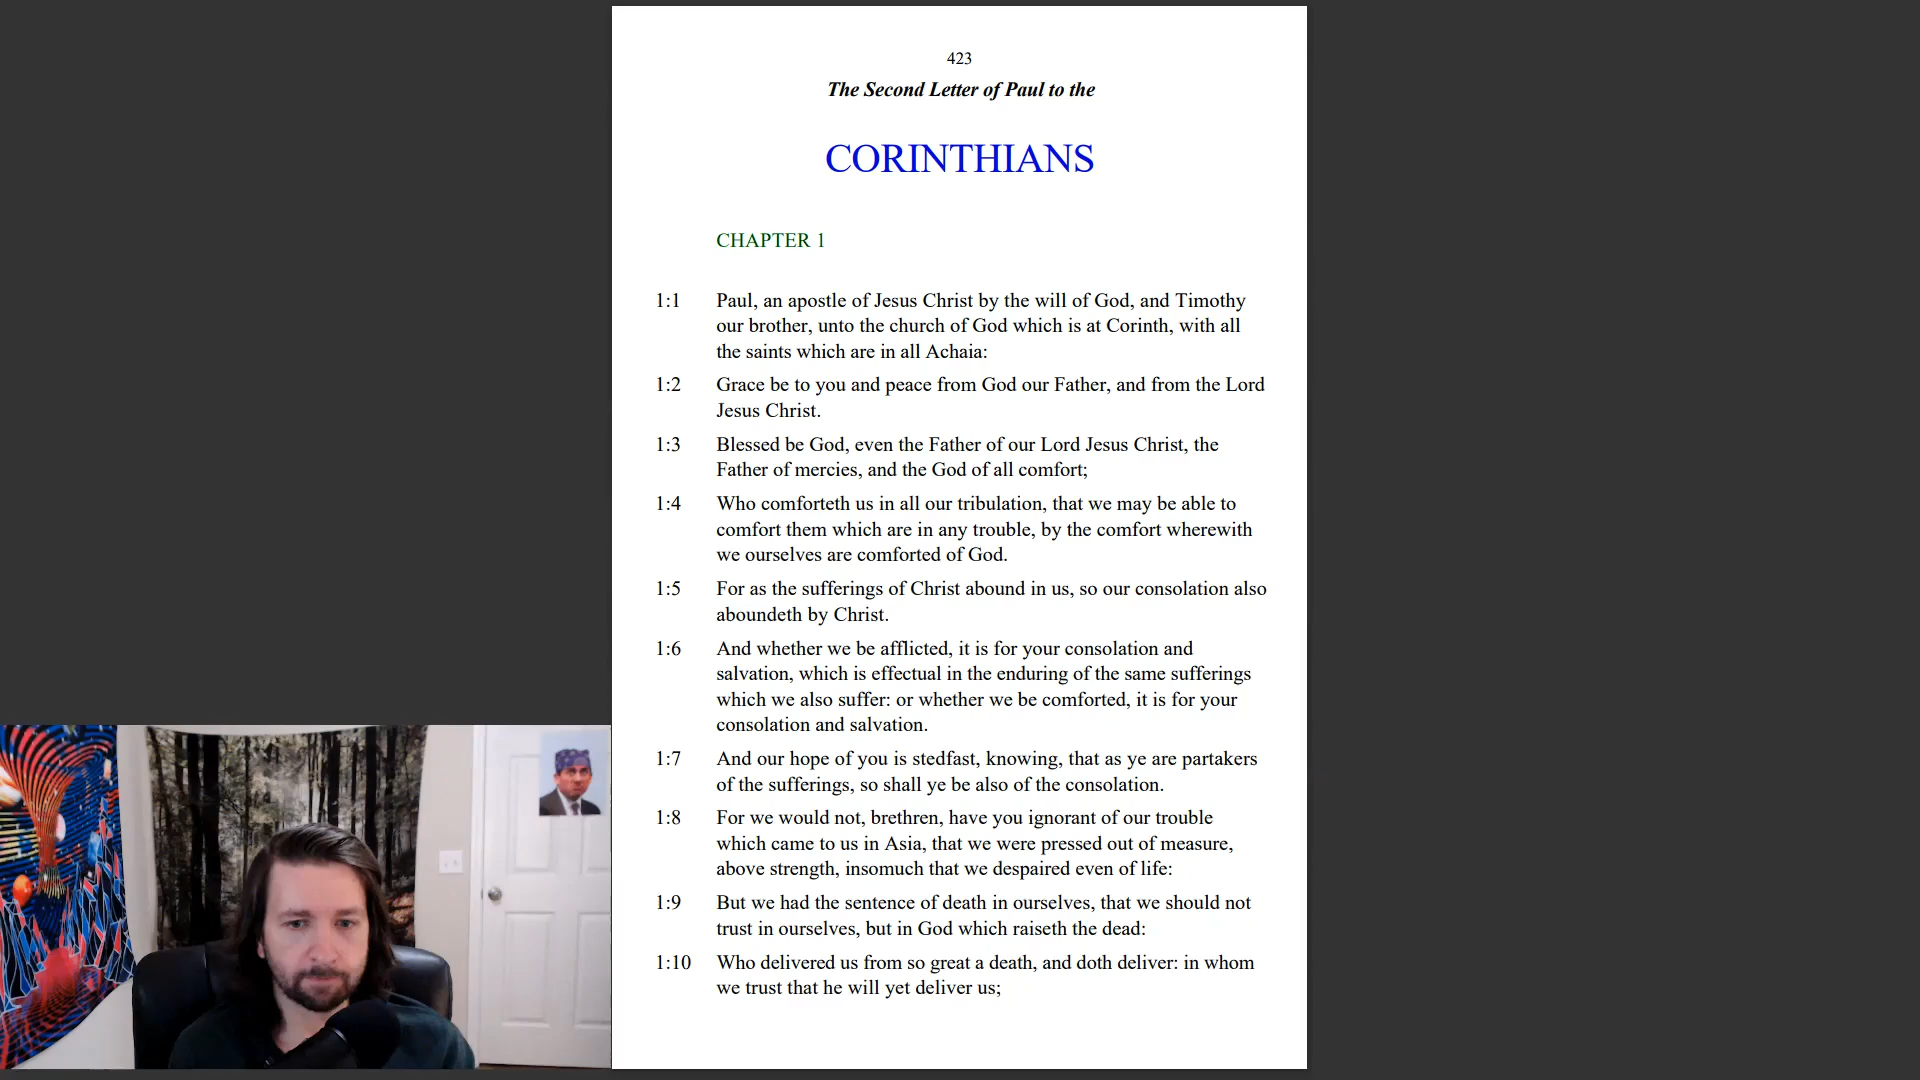 423
The Second Letter of Paul to the
CORINTHIANS
CHAPTER 1
1:1 Paul, an apostle of Jesus Christ by the will of God, and Timothy
our brother, unto the church of God which is at Corinth, with all
the saints which are in all Achaia:
1:2 Grace be to you and peace from God our Father, and from the Lord
Jesus Christ.
1:3 Blessed be God, even the Father of our Lord Jesus Christ, the
Father of mercies, and the God of all comfort;
1:4 Who comforteth us in all our tribulation, that we may be able to
comfort them which are in any trouble, by the comfort wherewith
we ourselves are comforted of God.
1:5 For as the sufferings of Christ abound in us, so our consolation also
aboundeth by Christ.
1:6 And whether we be afflicted, it is for your consolation and
salvation, which is effectual in the enduring of the same sufferings
which we also suffer: or whether we be comforted, it is for your
consolation and salvation.
1:7 And our hope of you is stedfast, knowing, that as ye are partakers
of the sufferings, so shall ye be also of the consolation.
1:8 For we would not, brethren, have you ignorant of our trouble
which came to us in Asia, that we were pressed out of measure,
above strength, insomuch that we despaired even of life:
1:9 But we had the sentence of death in ourselves, that we should not
trust in ourselves, but in God which raiseth the dead:
1:10 Who delivered us from so great a death, and doth deliver: in whom
we trust that he will yet deliver us;